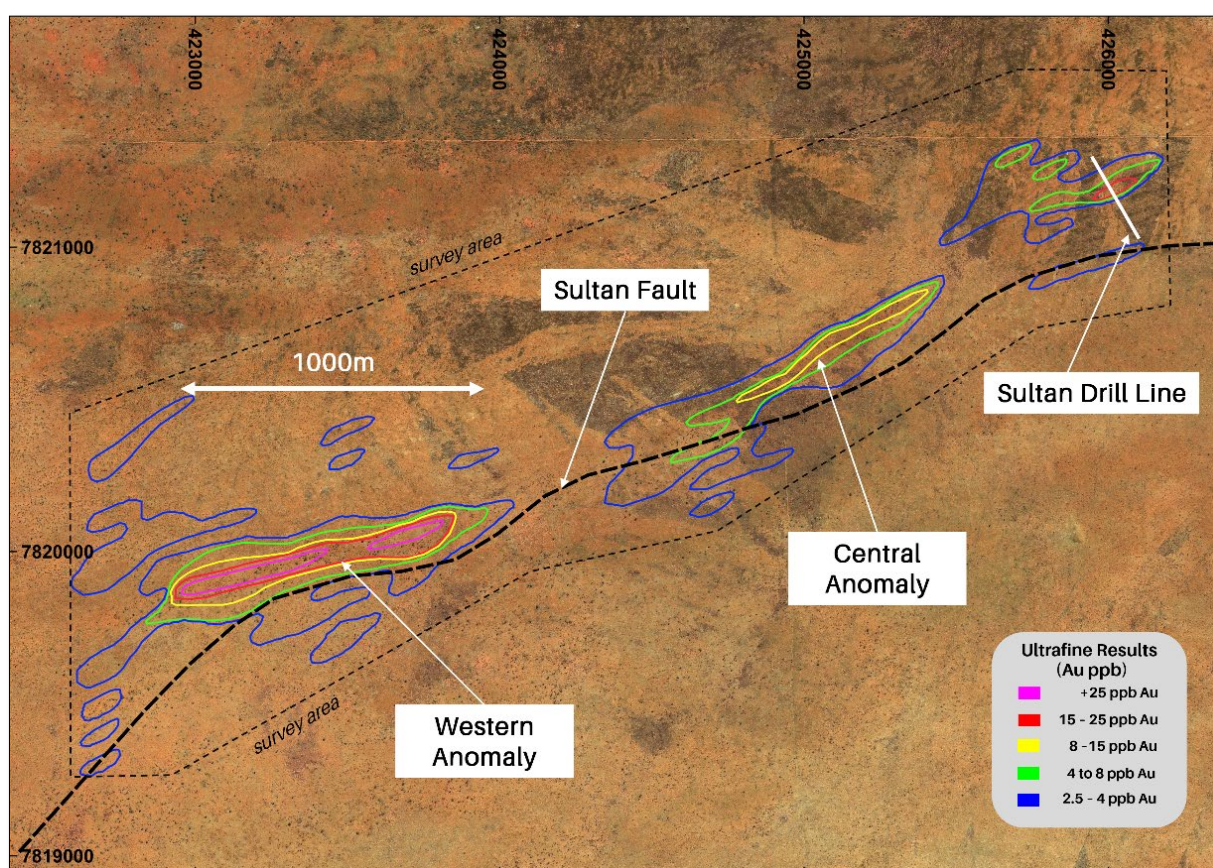 423000
424000
425000
426000
7821000
survey area
Sultan Fault
1000m
Sultan Drill Line
7820000
Central
Anomaly
Western
Anomaly
survey area
Ultrafine Results
(Au ppb)
+25 ppb Au
15 - 25 ppb Au
8 -15 ppb Au
4 to 8 ppb Au
2.5 - 4 ppb Au
7819000